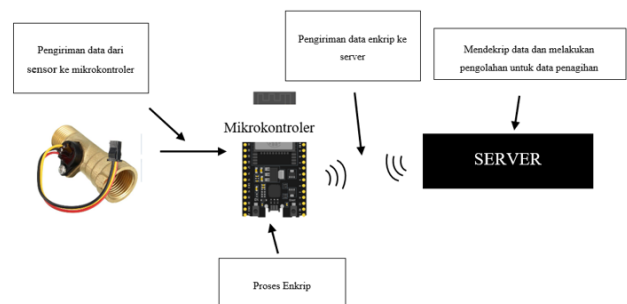 Pengiriman data dari
sensor ke mikrokontroler
Pengiriman data enkrip ke
server
Mendekrip data dan melakukan
pengolahan untuk data penagihan
Mikrokontroler
SERVER
Proses Enkrip